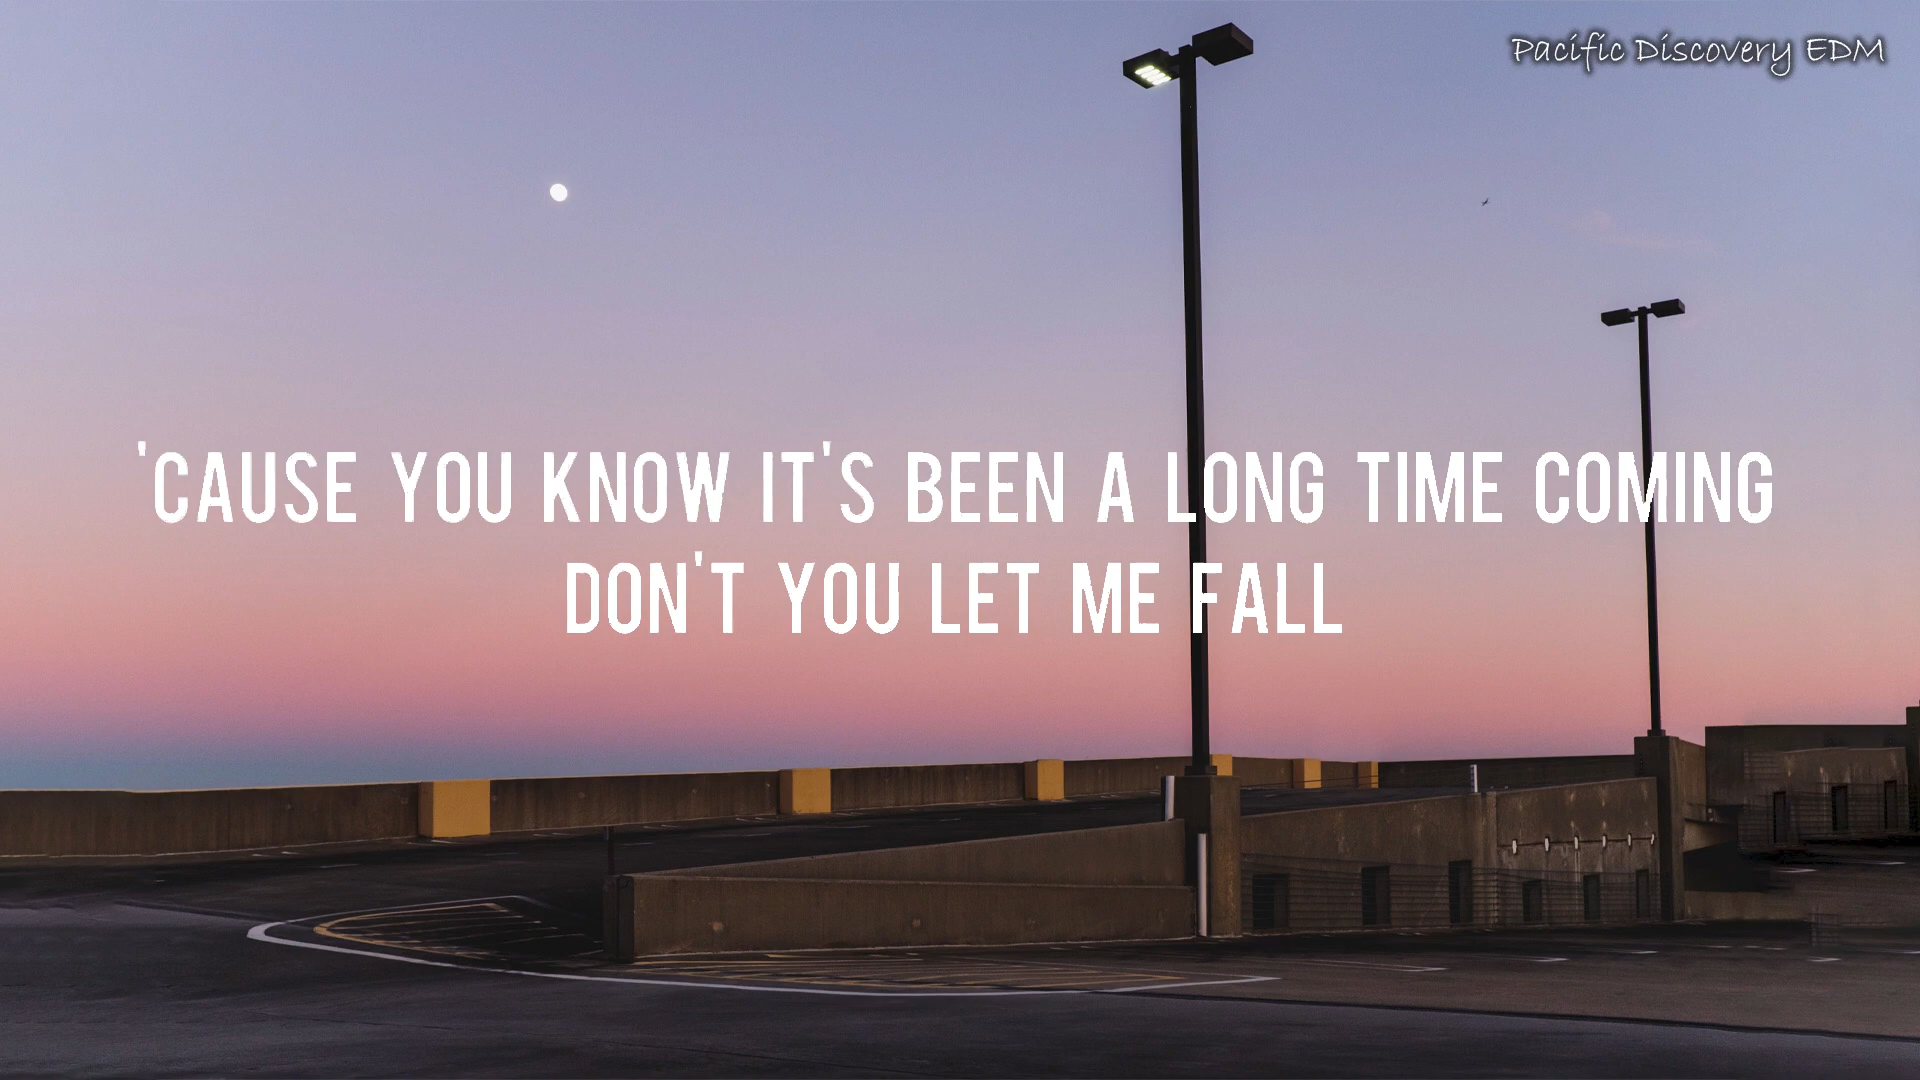 Pacific Discovery EDM
'CAUSE YOU KNOW IT'S BEEN A LONG TIME COMING
DON'T YOU LET ME FALL